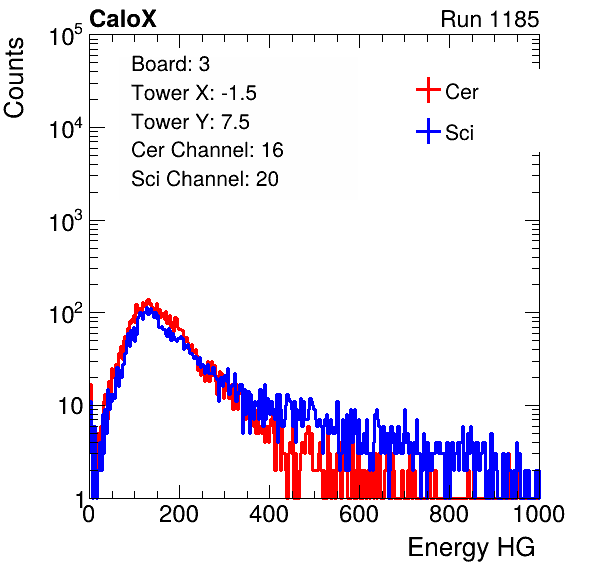 CaloX Run 1185
Counts
Board: 3
Tower X: -1.5
Tower Y: 7.5
Cer Channel: 16
Sci Channel: 20
Cer
Sci
10^5
10^4
10^3
10^2
10
1
0 200 400 600 800 1000
Energy HG